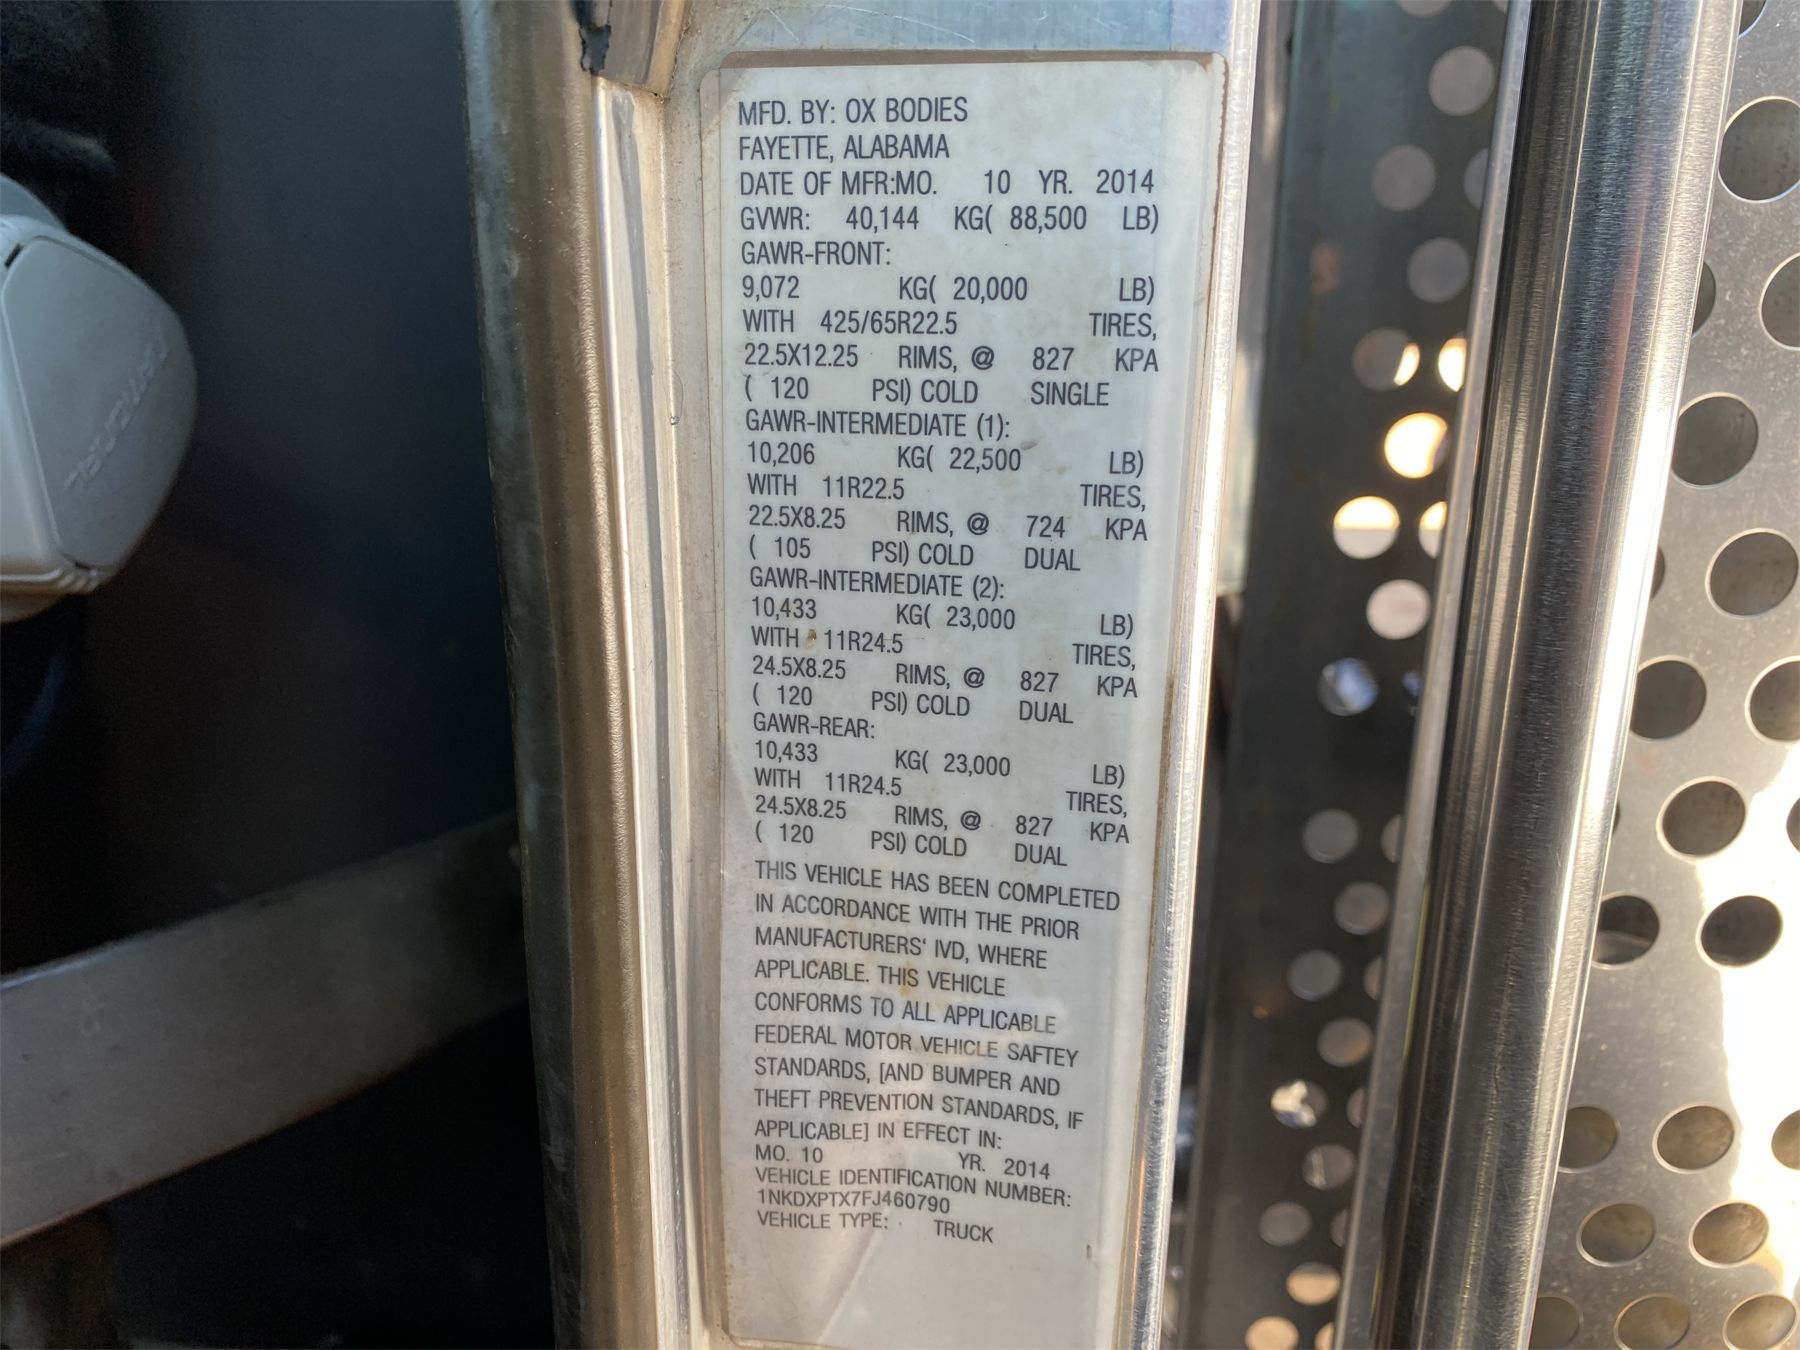 MFD. BY: OX BODIES
FAYETTE, ALABAMA
DATE OF MFR:MO. 10 YR. 2014
GVWR: 40,144 KG( 88,500 LB)
GAWR-FRONT:
9,072 KG( 20,000 LB)
WITH 425/65R22.5 TIRES,
22.5X12.25 RIMS, @ 827 KPA
( 120 PSI) COLD SINGLE
GAWR-INTERMEDIATE (1):
10,206 KG( 22,500 LB)
WITH 11R22.5 TIRES,
22.5X8.25 RIMS, @ 724 KPA
( 105 PSI) COLD DUAL
GAWR-INTERMEDIATE (2):
10,433 KG( 23,000 LB)
WITH 11R24.5 TIRES,
24.5X8.25 RIMS, @ 827 KPA
( 120 PSI) COLD DUAL
GAWR-REAR:
10,433 KG( 23,000 LB)
WITH 11R24.5 TIRES,
24.5X8.25 RIMS, @ 827 KPA
( 120 PSI) COLD DUAL
THIS VEHICLE HAS BEEN COMPLETED
IN ACCORDANCE WITH THE PRIOR
MANUFACTURERS' IVD, WHERE
APPLICABLE. THIS VEHICLE
CONFORMS TO ALL APPLICABLE
FEDERAL MOTOR VEHICLE SAFTEY
STANDARDS, [AND BUMPER AND
THEFT PREVENTION STANDARDS, IF
APPLICABLE] IN EFFECT IN:
MO. 10 YR. 2014
VEHICLE IDENTIFICATION NUMBER:
1NKDXPTX7FJ460790
VEHICLE TYPE: TRUCK